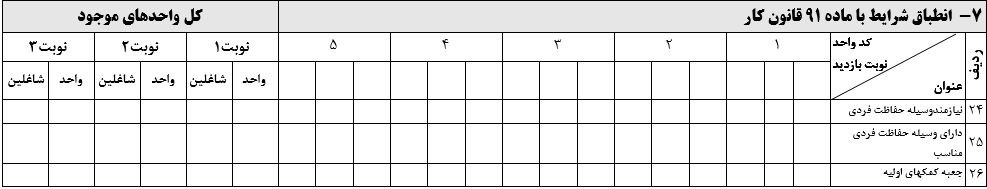 ۷- انطباق شرایط با ماده ۹۱ قانون کار
کل واحدهای موجود
ردیف
کد واحد
نوبت بازدید
عنوان
۱
۲
۳
۴
۵
نوبت۱
نوبت۲
نوبت۳
واحد
شاغلین
واحد
شاغلین
واحد
شاغلین
۲۴
نیازمندوسیله حفاظت فردی
۲۵
دارای وسیله حفاظت فردی
مناسب
۲۶
جعبه کمکهای اولیه